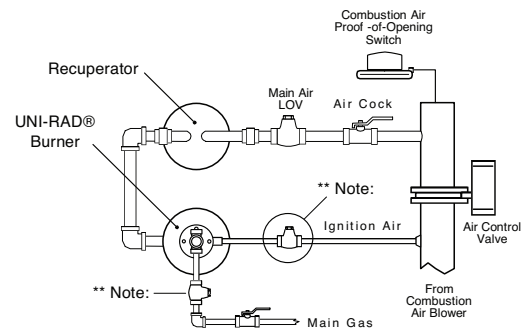 Combustion Air
Proof -of-Opening
Switch
Recuperator
Main Air
LOV
Air Cock
UNI-RAD®
Burner
** Note:
Ignition Air
Air Control
Valve
** Note:
From
Combustion
Air Blower
Main Gas